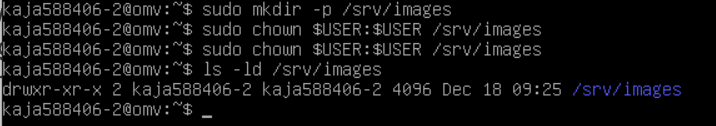 kaja588406-2@omv:~$ sudo mkdir -p /srv/images
kaja588406-2@omv:~$ sudo chown $USER:$USER /srv/images
kaja588406-2@omv:~$ sudo chown $USER:$USER /srv/images
kaja588406-2@omv:~$ ls -ld /srv/images
drwxr-xr-x 2 kaja588406-2 kaja588406-2 4096 Dec 18 09:25 /srv/images
kaja588406-2@omv:~$ _